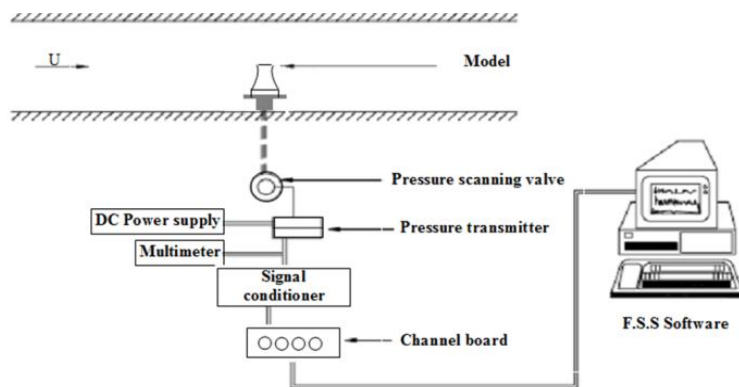 U
Model
Pressure scanning valve
DC Power supply
Pressure transmitter
Multimeter
Signal
conditioner
Channel board
F.S.S Software